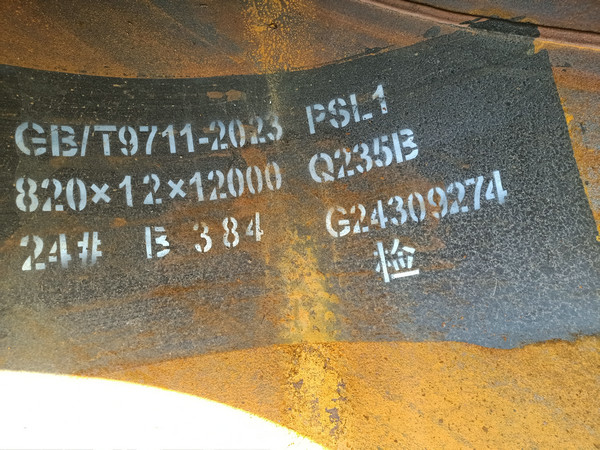 GB/T9711-2023 PSL1
820×12×12000 Q235B
24# B 384 G24309274
检